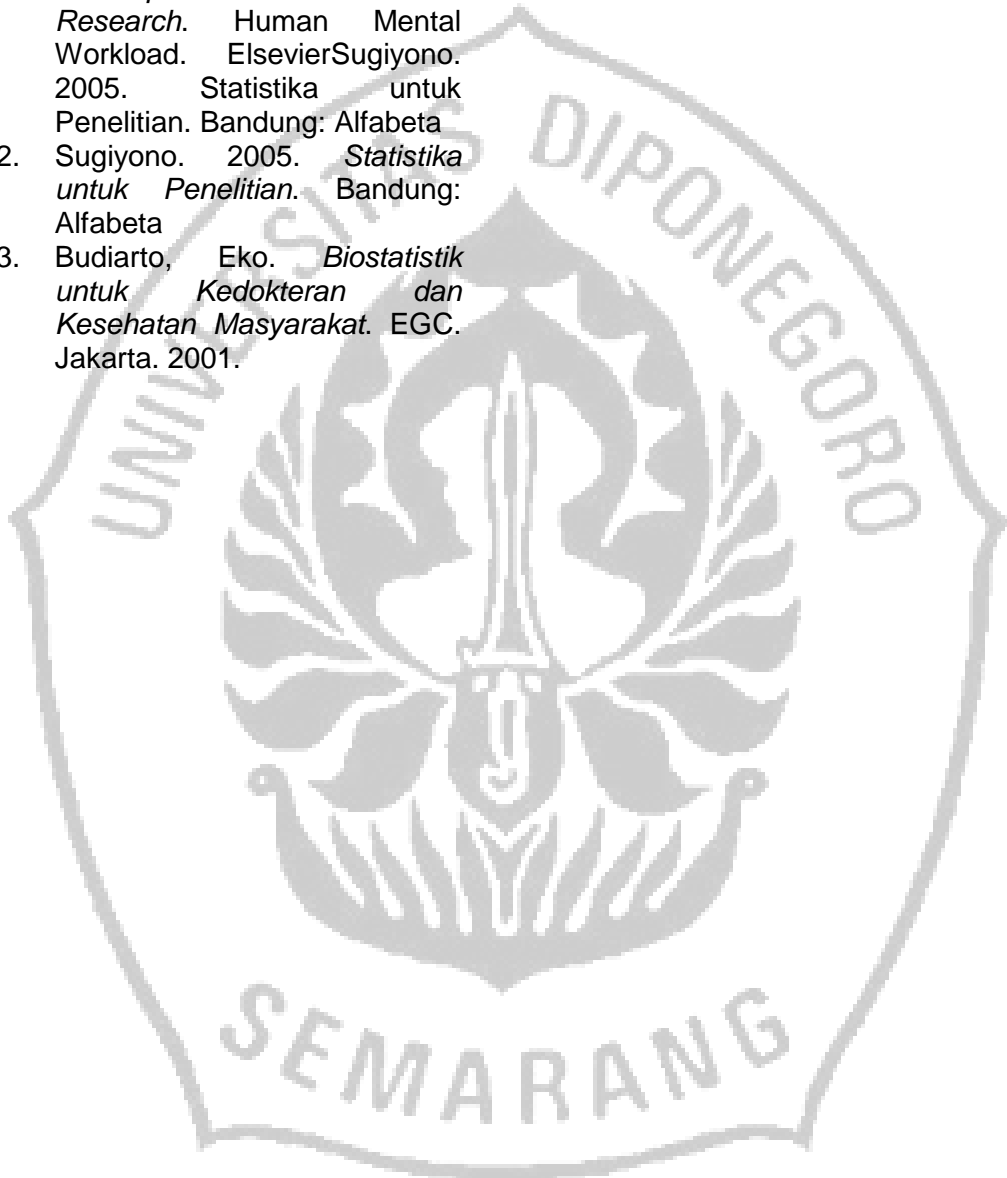 Research. Human Mental
Workload. ElsevierSugiyono.
2005. Statistika untuk
Penelitian. Bandung: Alfabeta
2. Sugiyono. 2005. Statistika
untuk Penelitian. Bandung:
Alfabeta
3. Budiarto, Eko. Biostatistik
untuk Kedokteran dan
Kesehatan Masyarakat. EGC.
Jakarta. 2001.
UNIVERSITAS DIPONEGORO
SEMARANG